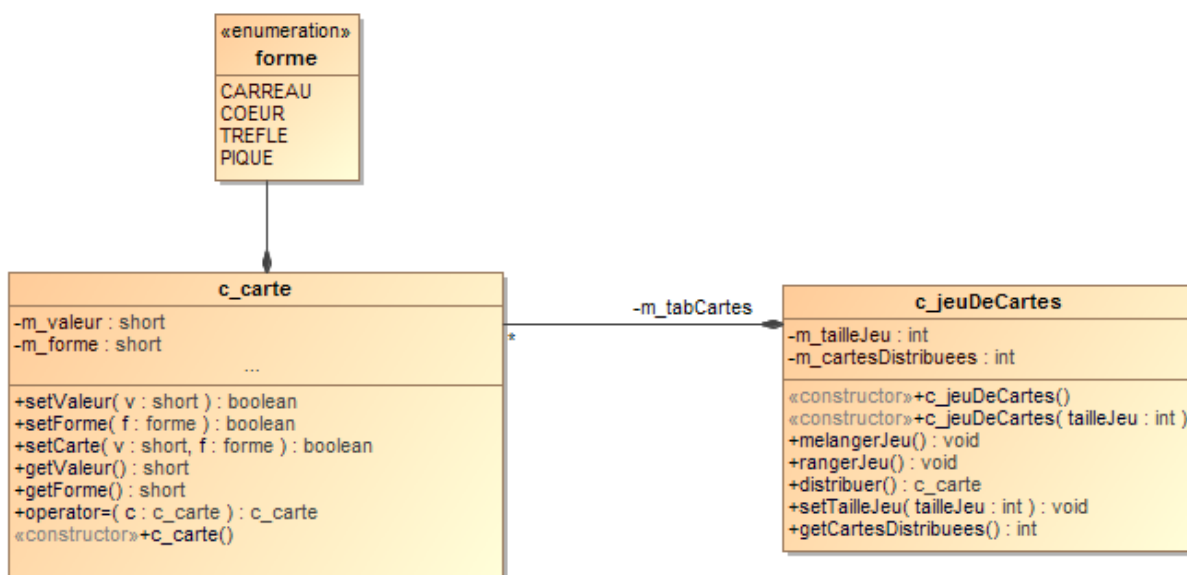 «enumeration»
forme
CARREAU
COEUR
TREFLE
PIQUE
c_carte
-m_valeur : short
-m_forme : short
...
+setValeur( v : short ) : boolean
+setForme( f : forme ) : boolean
+setCarte( v : short, f : forme ) : boolean
+getValeur() : short
+getForme() : short
+operator=( c : c_carte ) : c_carte
«constructor»+c_carte()
-m_tabCartes
*
c_jeuDeCartes
-m_tailleJeu : int
-m_cartesDistribuees : int
«constructor»+c_jeuDeCartes()
«constructor»+c_jeuDeCartes( tailleJeu : int )
+melangerJeu() : void
+rangerJeu() : void
+distribuer() : c_carte
+setTailleJeu( tailleJeu : int ) : void
+getCartesDistribuees() : int